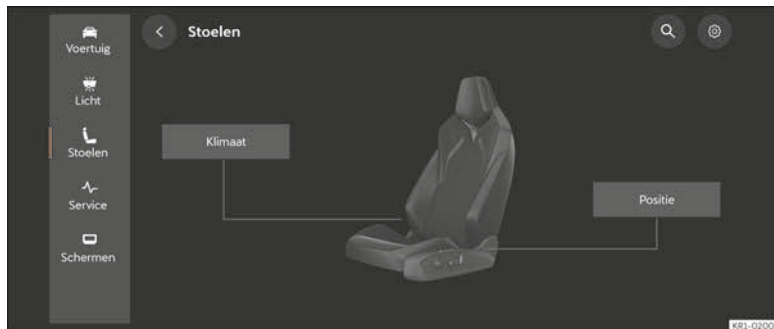 Stoelen
Voertuig
Licht
Stoelen
Service
Schermen
Klimaat
Positie
KR1-0200